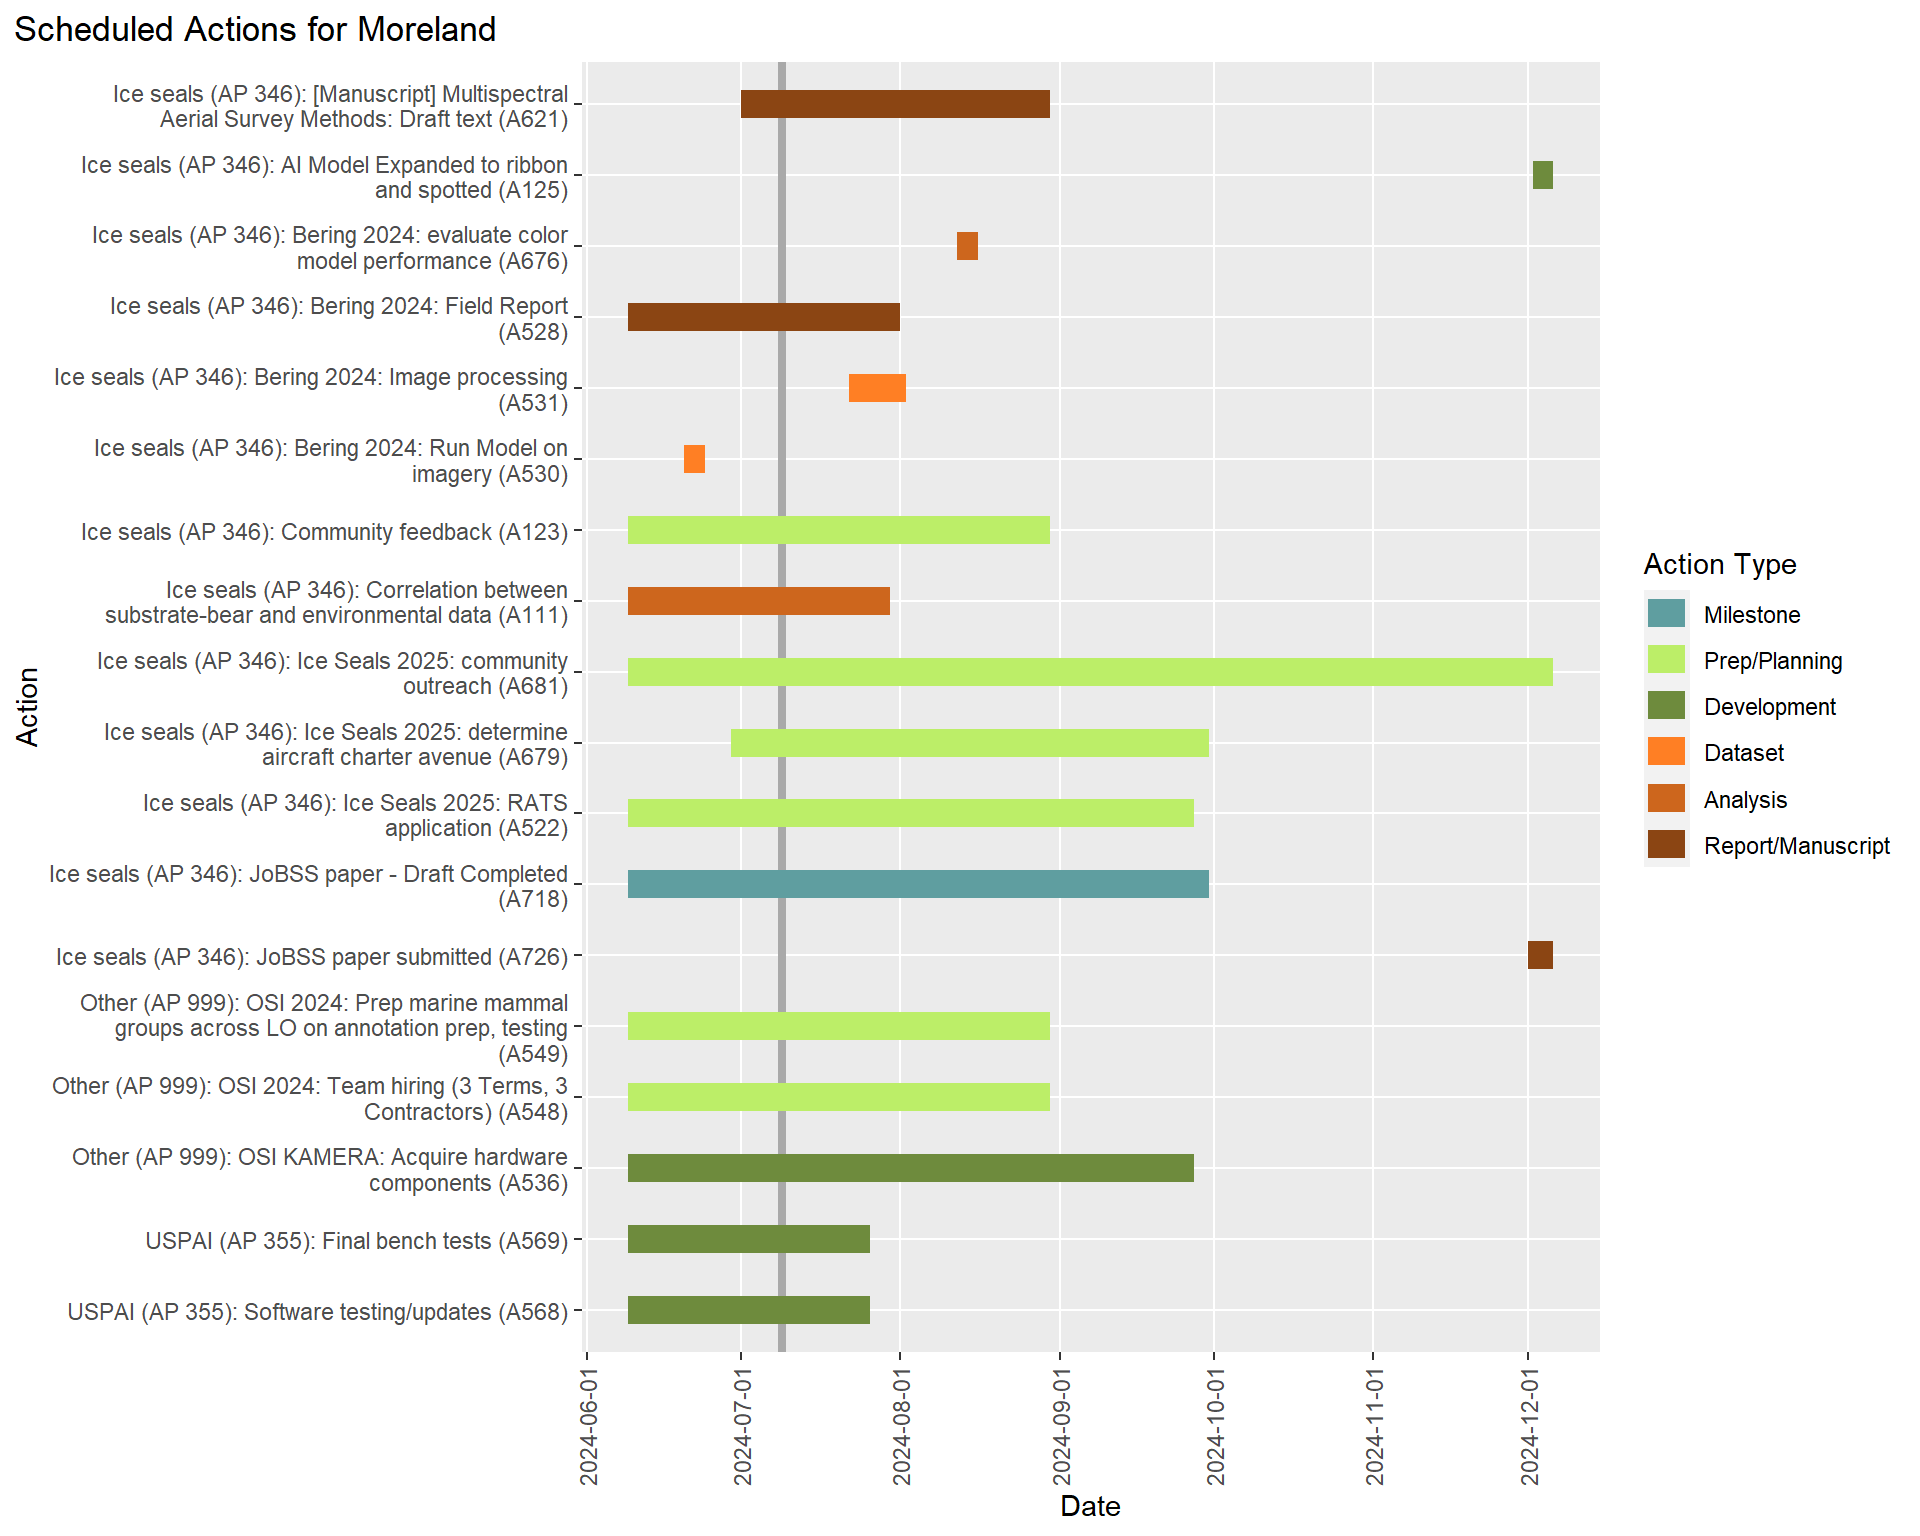 Scheduled Actions for Moreland
Ice seals (AP 346): [Manuscript] Multispectral
Aerial Survey Methods: Draft text (A621)
Ice seals (AP 346): AI Model Expanded to ribbon
and spotted (A125)
Ice seals (AP 346): Bering 2024: evaluate color
model performance (A676)
Ice seals (AP 346): Bering 2024: Field Report
(A528)
Ice seals (AP 346): Bering 2024: Image processing
(A531)
Ice seals (AP 346): Bering 2024: Run Model on
imagery (A530)
Ice seals (AP 346): Community feedback (A123)
Ice seals (AP 346): Correlation between
substrate-bear and environmental data (A111)
Ice seals (AP 346): Ice Seals 2025: community
outreach (A681)
Ice seals (AP 346): Ice Seals 2025: determine
aircraft charter avenue (A679)
Ice seals (AP 346): Ice Seals 2025: RATS
application (A522)
Ice seals (AP 346): JoBSS paper - Draft Completed
(A718)
Ice seals (AP 346): JoBSS paper submitted (A726)
Other (AP 999): OSI 2024: Prep marine mammal
groups across LO on annotation prep, testing
(A549)
Other (AP 999): OSI 2024: Team hiring (3 Terms, 3
Contractors) (A548)
Other (AP 999): OSI KAMERA: Acquire hardware
components (A536)
USPAI (AP 355): Final bench tests (A569)
USPAI (AP 355): Software testing/updates (A568)
Action
2024-06-01
2024-07-01
2024-08-01
2024-09-01
2024-10-01
2024-11-01
2024-12-01
Date
Action Type
Milestone
Prep/Planning
Development
Dataset
Analysis
Report/Manuscript